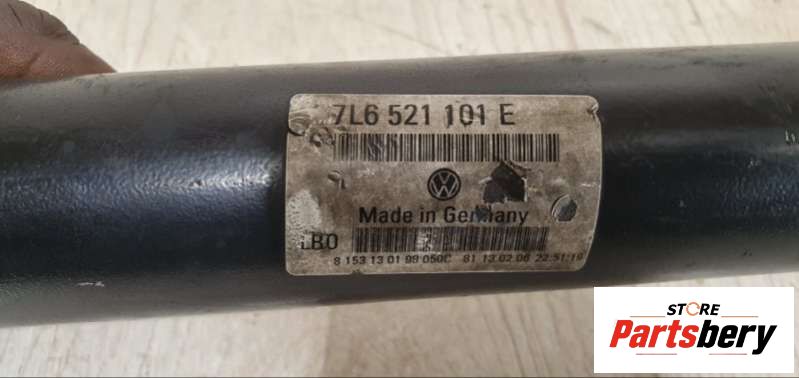 7L6 521 101 E
Made in Germany
LBO
8 153 13 01 99 050C 81 13.02.06 22:51:19
STORE
Partsbery